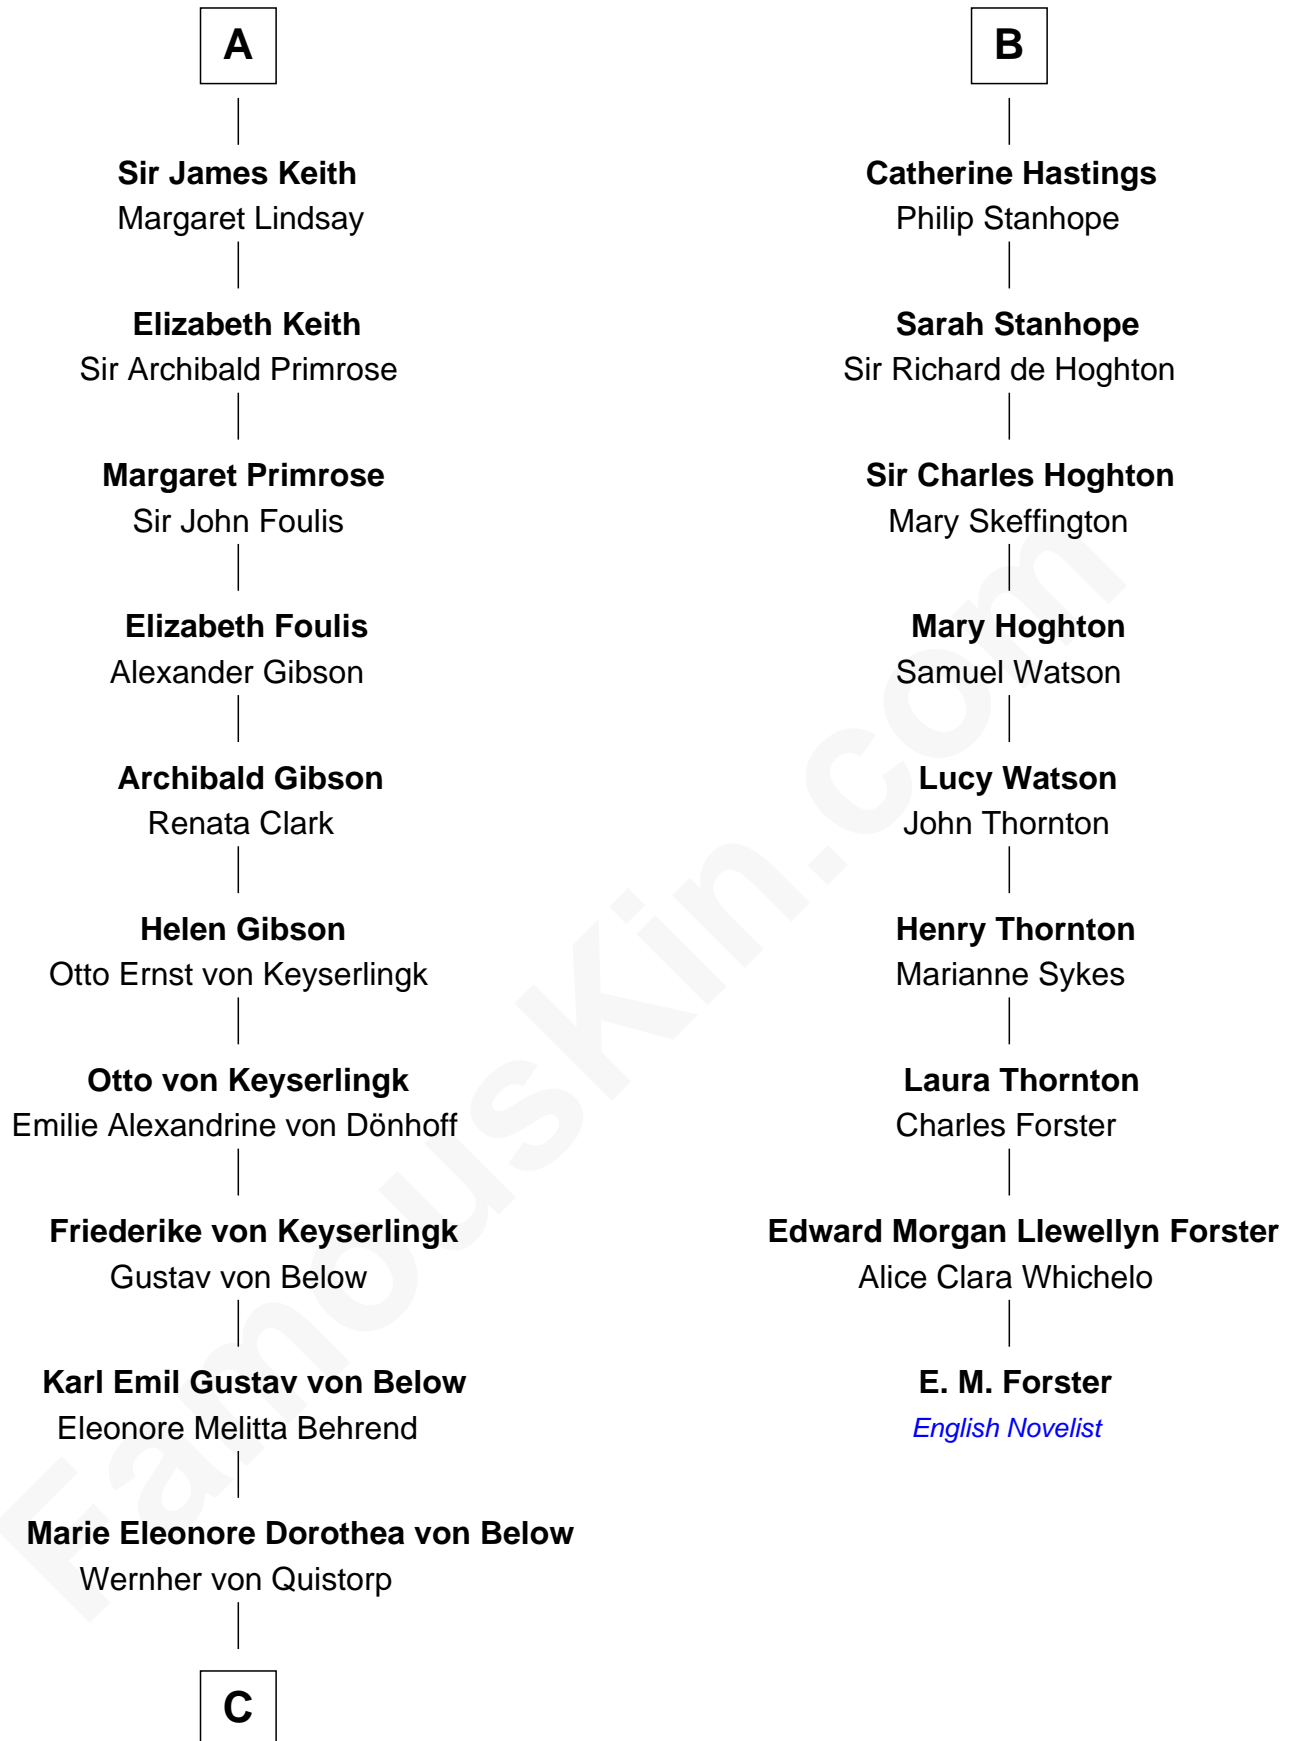 A
Sir James Keith
Margaret Lindsay
Elizabeth Keith
Sir Archibald Primrose
Margaret Primrose
Sir John Foulis
Elizabeth Foulis
Alexander Gibson
Archibald Gibson
Renata Clark
Helen Gibson
Otto Ernst von Keyserlingk
Otto von Keyserlingk
Emilie Alexandrine von Dönhoff
Friederike von Keyserlingk
Gustav von Below
Karl Emil Gustav von Below
Eleonore Melitta Behrend
Marie Eleonore Dorothea von Below
Wernher von Quistorp
C
B
Catherine Hastings
Philip Stanhope
Sarah Stanhope
Sir Richard de Hoghton
Sir Charles Hoghton
Mary Skeffington
Mary Hoghton
Samuel Watson
Lucy Watson
John Thornton
Henry Thornton
Marianne Sykes
Laura Thornton
Charles Forster
Edward Morgan Llewellyn Forster
Alice Clara Whichelo
E. M. Forster
English Novelist
FamousKin.com